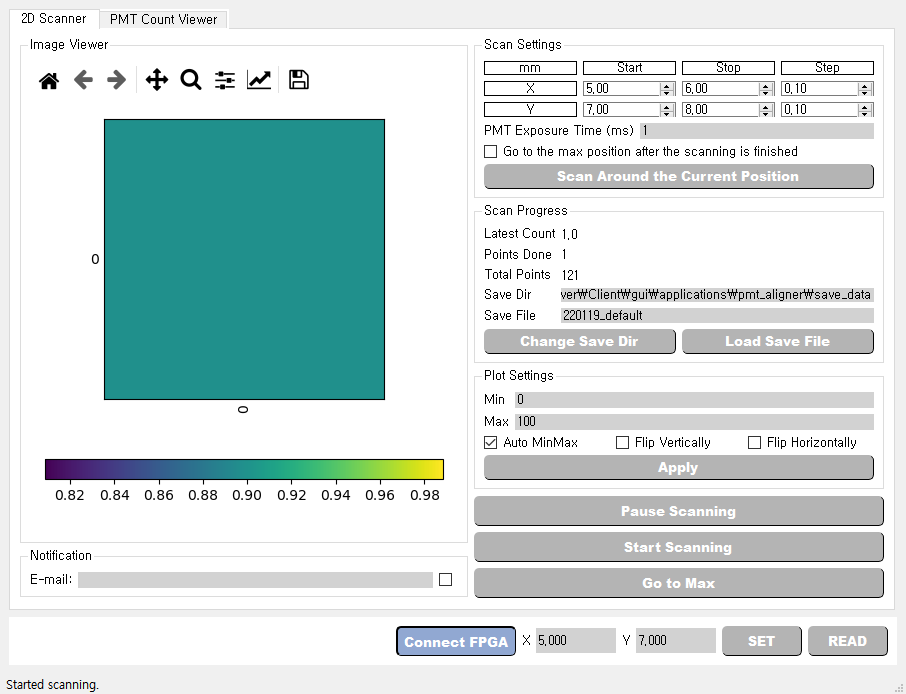 2D Scanner PMT Count Viewer
Image Viewer
0
0
0.82 0.84 0.86 0.88 0.90 0.92 0.94 0.96 0.98
Notification
E-mail:
Scan Settings
mm Start Stop Step
X 5,00 6,00 0,10
Y 7,00 8,00 0,10
PMT Exposure Time (ms) 1
Go to the max position after the scanning is finished
Scan Around the Current Position
Scan Progress
Latest Count 1,0
Points Done 1
Total Points 121
Save Dir ver₩Client₩gui₩applications₩pmt_aligner₩save_data
Save File 220119_default
Change Save Dir Load Save File
Plot Settings
Min 0
Max 100
Auto MinMax Flip Vertically Flip Horizontally
Apply
Pause Scanning
Start Scanning
Go to Max
Connect FPGA X 5,000 Y 7,000 SET READ
Started scanning.